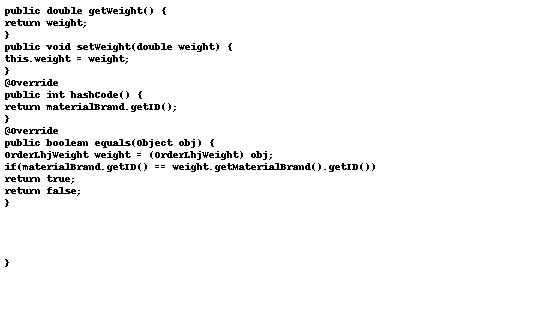 public double getWeight() {
return weight;
}
public void setWeight(double weight) {
this.weight = weight;
}
@Override
public int hashCode() {
return materialBrand.getID();
}
@Override
public boolean equals(Object obj) {
OrderLhjWeight weight = (OrderLhjWeight) obj;
if(materialBrand.getID() == weight.getMaterialBrand().getID())
return true;
return false;
}
}